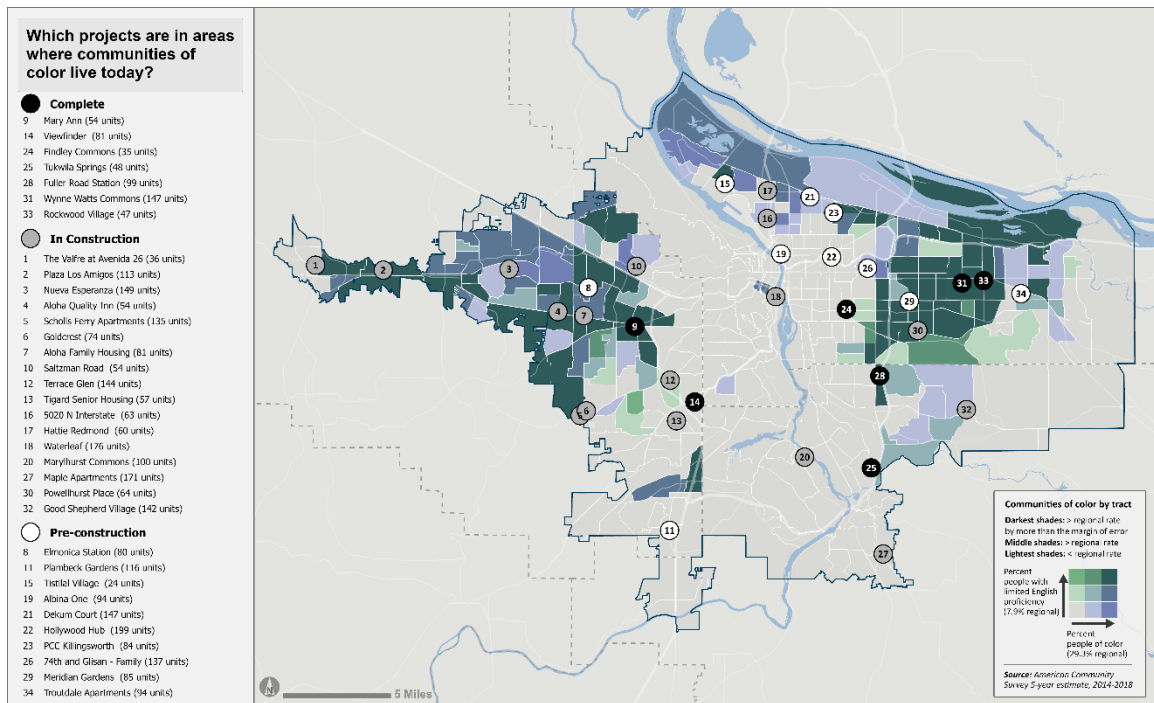 Which projects are in areas
where communities of
color live today?
Complete
9 Mary Ann (54 units)
14 Viewfinder (81 units)
24 Findley Commons (35 units)
25 Tukwila Springs (48 units)
28 Fuller Road Station (99 units)
31 Wynne Watts Commons (147 units)
33 Rockwood Village (47 units)
In Construction
1 The Valfre at Avenida 26 (36 units)
2 Plaza Los Amigos (113 units)
3 Nueva Esperanza (149 units)
4 Aloha Quality Inn (54 units)
5 Scholls Ferry Apartments (135 units)
6 Goldcrest (74 units)
7 Aloha Family Housing (81 units)
10 Saltzman Road (54 units)
12 Terrace Glen (144 units)
13 Tigard Senior Housing (57 units)
16 5020 N Interstate (63 units)
17 Hattie Redmond (60 units)
18 Waterleaf (176 units)
20 Marylhurst Commons (100 units)
27 Maple Apartments (171 units)
30 Powellhurst Place (64 units)
32 Good Shepherd Village (142 units)
Pre-construction
8 Elmonica Station (80 units)
11 Plambeck Gardens (116 units)
15 Tistilal Village (24 units)
19 Albina One (94 units)
21 Dekum Court (147 units)
22 Hollywood Hub (199 units)
23 PCC Killingsworth (84 units)
26 74th and Glisan - Family (137 units)
29 Meridian Gardens (85 units)
34 Troutdale Apartments (94 units)
15
17
21
16
23
19
22
26
1
2
3
10
8
31
33
34
18
29
4
7
24
9
30
12
28
14
5
6
13
32
20
25
11
27
N
5 Miles
Communities of color by tract
Darkest shades: > regional rate
by more than the margin of error
Middle shades: > regional rate
Lightest shades: < regional rate
Percent
people with
limited English
proficiency
(7.9% regional)
Percent
people of color
(29.3% regional)
Source: American Community
Survey 5-year estimate, 2014-2018